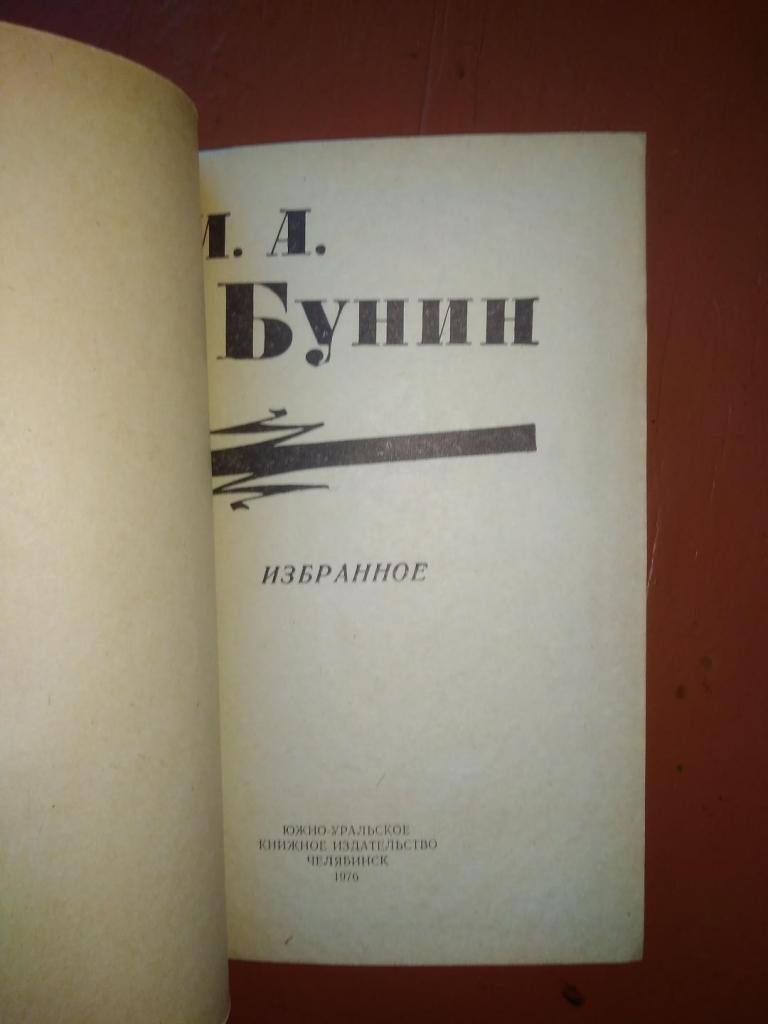 И. А.
Бунин
ИЗБРАННОЕ
ЮЖНО-УРАЛЬСКОЕ
КНИЖНОЕ ИЗДАТЕЛЬСТВО
ЧЕЛЯБИНСК
1976